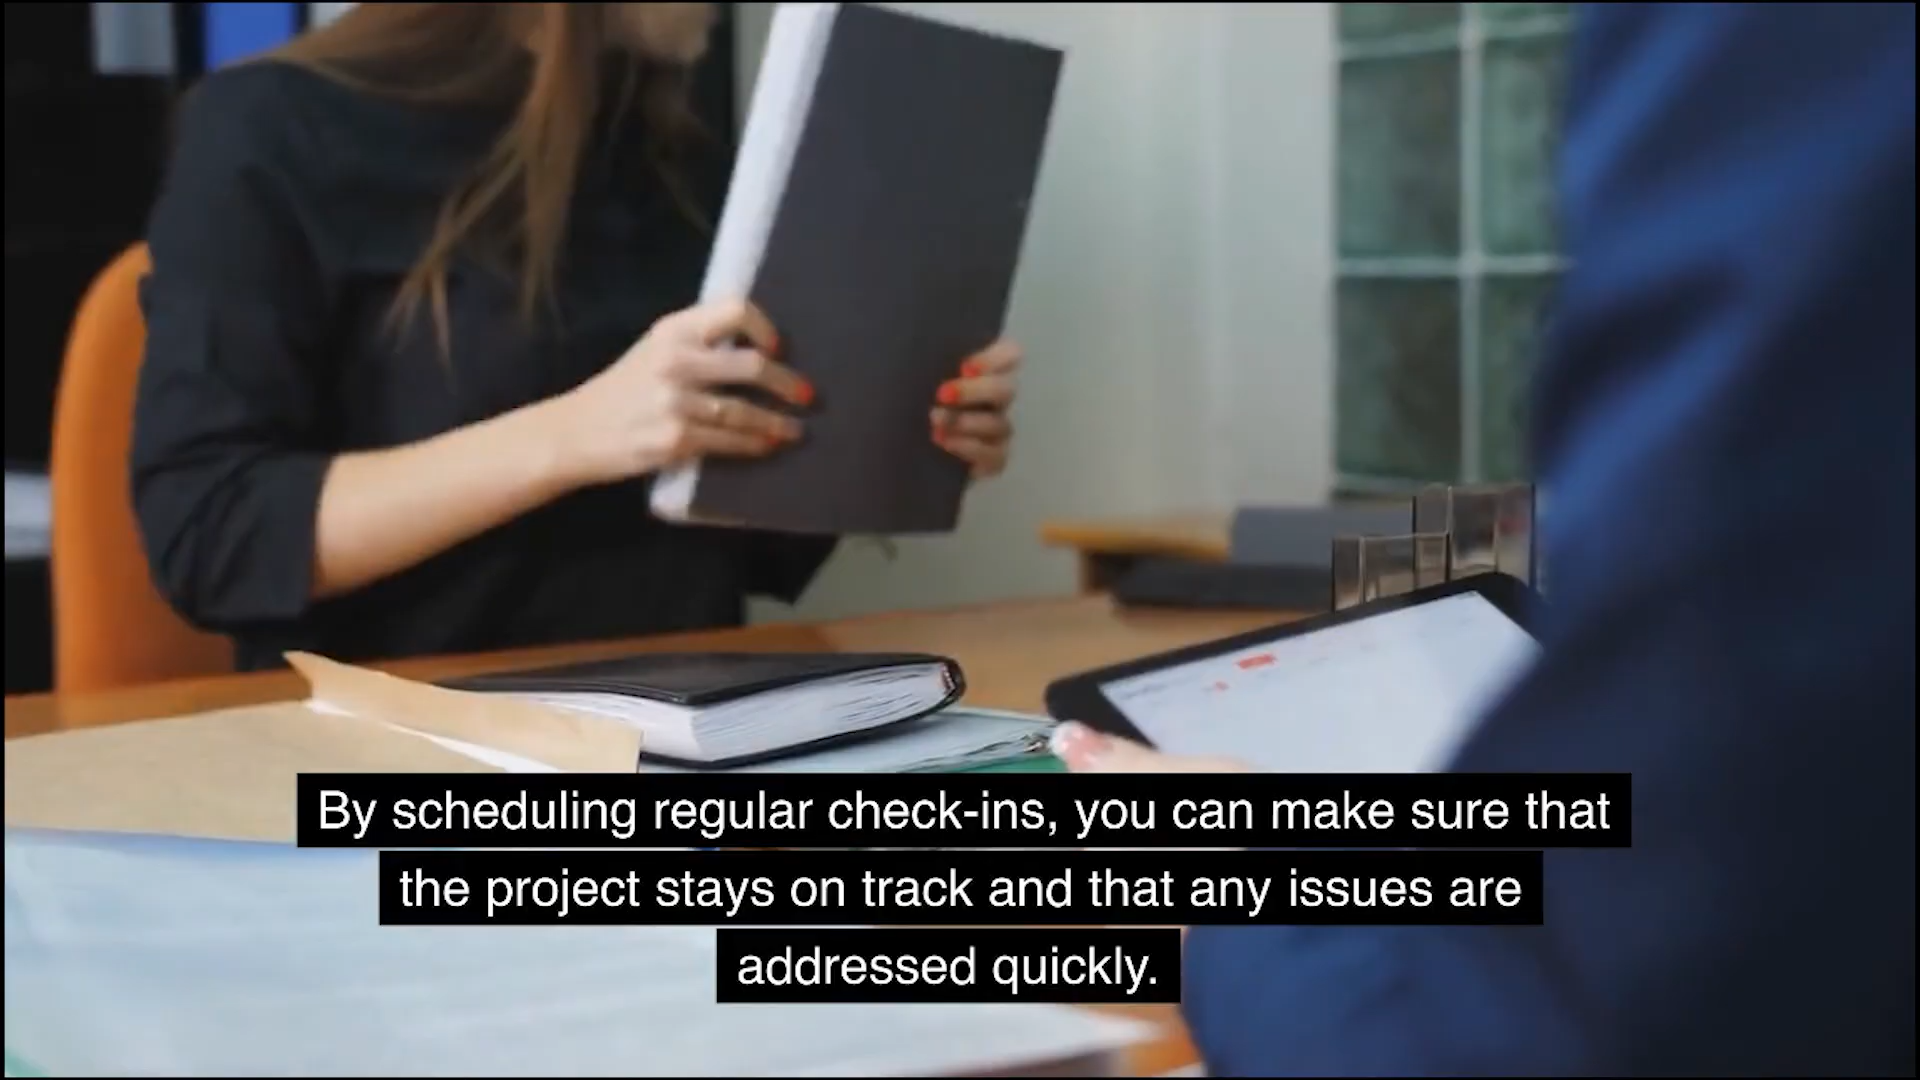 By scheduling regular check-ins, you can make sure that
the project stays on track and that any issues are
addressed quickly.